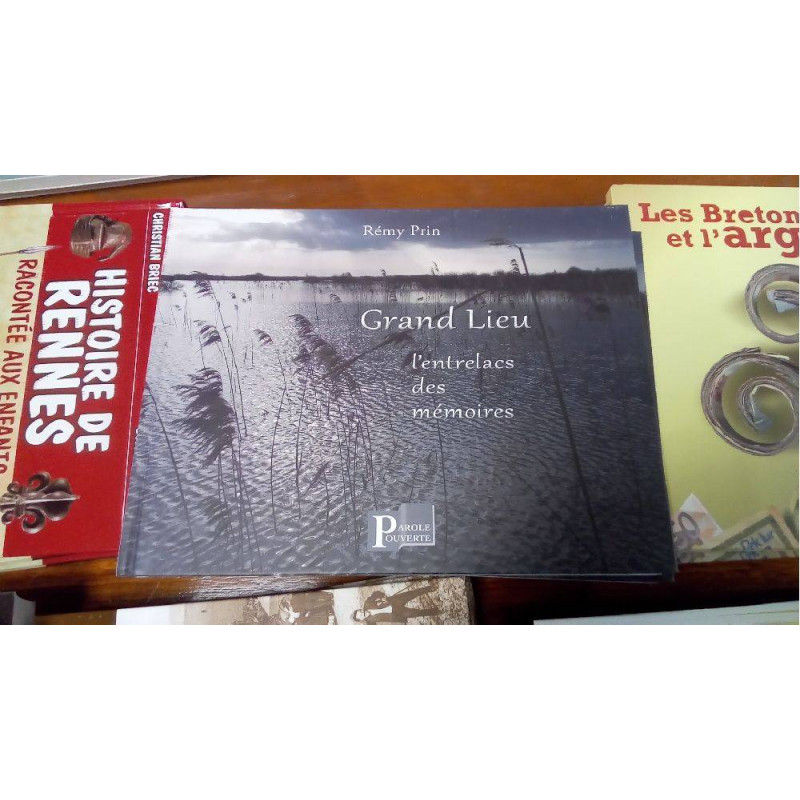 CHRISTIAN BRIEC
HISTOIRE DE
RENNES
RACONTÉE AUX ENFANTS
Rémy Prin
Grand Lieu
l'entrelacs
des
mémoires
PAROLE
OUVERTE
Les Breton
et l'arg